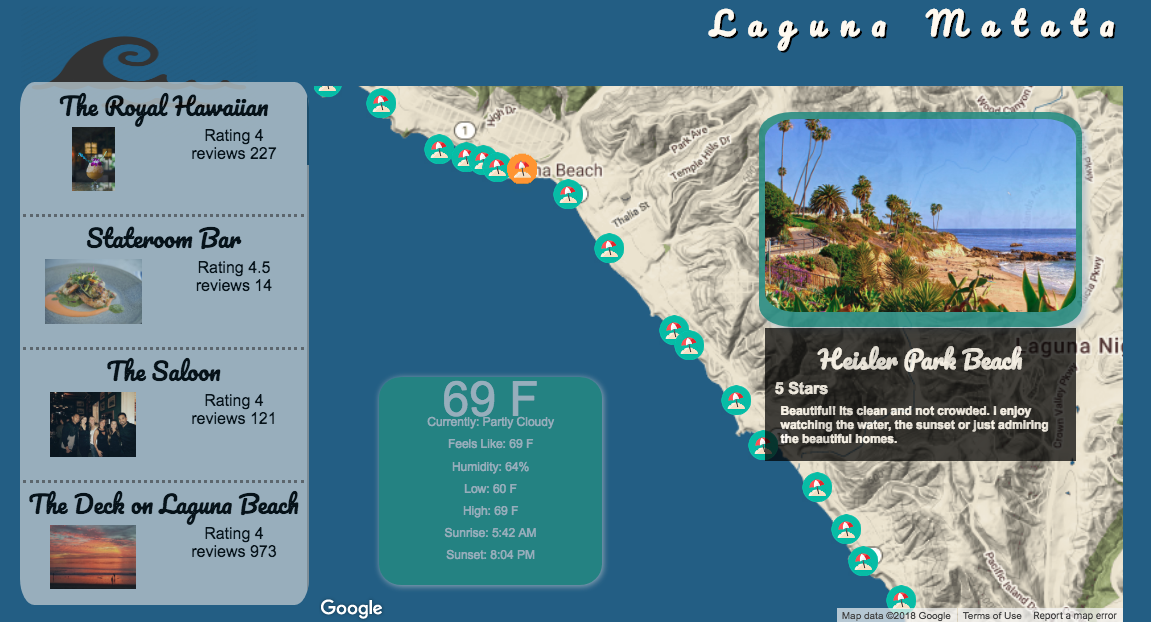 Laguna Matata
The Royal Hawaiian
Rating 4
reviews 227
Stateroom Bar
Rating 4.5
reviews 14
The Saloon
Rating 4
reviews 121
The Deck on Laguna Beach
Rating 4
reviews 973
1
High Dr
Park Ave
Temple Hills Dr
Wood Canyon
na Beach
Thalia St
69 F
Currently: Partly Cloudy
Feels Like: 69 F
Humidity: 64%
Low: 60 F
High: 69 F
Sunrise: 5:42 AM
Sunset: 8:04 PM
Laguna Nig
Heisler Park Beach
5 Stars
Beautiful! Its clean and not crowded. I enjoy
watching the water, the sunset or just admiring
the beautiful homes.
Crown Valley Pkwy
Pacific Island D
Google
Map data ©2018 Google
Terms of Use
Report a map error